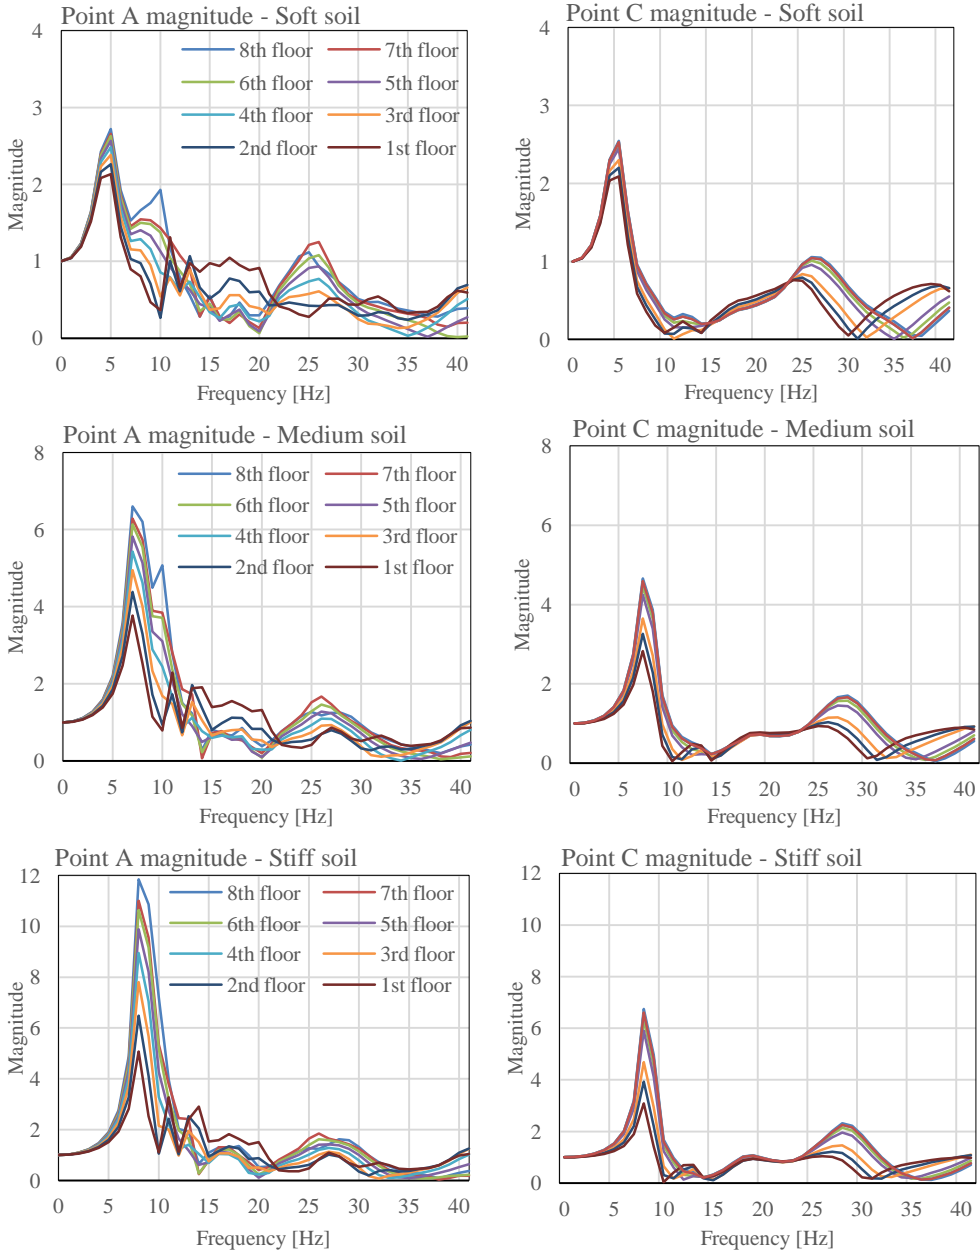 Point A magnitude - Soft soil
4
3
2
1
0
Magnitude
8th floor 7th floor
6th floor 5th floor
4th floor 3rd floor
2nd floor 1st floor
0 5 10 15 20 25 30 35 40
Frequency [Hz]
Point C magnitude - Soft soil
4
3
2
1
0
Magnitude
0 5 10 15 20 25 30 35 40
Frequency [Hz]
Point A magnitude - Medium soil
8
6
4
2
0
Magnitude
8th floor 7th floor
6th floor 5th floor
4th floor 3rd floor
2nd floor 1st floor
0 5 10 15 20 25 30 35 40
Frequency [Hz]
Point C magnitude - Medium soil
8
6
4
2
0
Magnitude
0 5 10 15 20 25 30 35 40
Frequency [Hz]
Point A magnitude - Stiff soil
12
10
8
6
4
2
0
Magnitude
8th floor 7th floor
6th floor 5th floor
4th floor 3rd floor
2nd floor 1st floor
0 5 10 15 20 25 30 35 40
Frequency [Hz]
Point C magnitude - Stiff soil
12
10
8
6
4
2
0
Magnitude
0 5 10 15 20 25 30 35 40
Frequency [Hz]